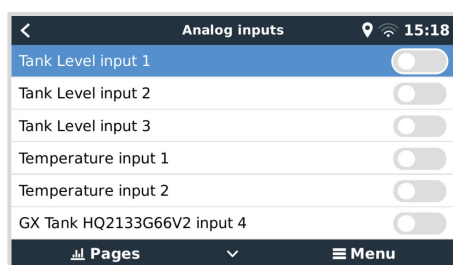 Analog inputs 15:18
Tank Level input 1
Tank Level input 2
Tank Level input 3
Temperature input 1
Temperature input 2
GX Tank HQ2133G66V2 input 4
Pages Menu